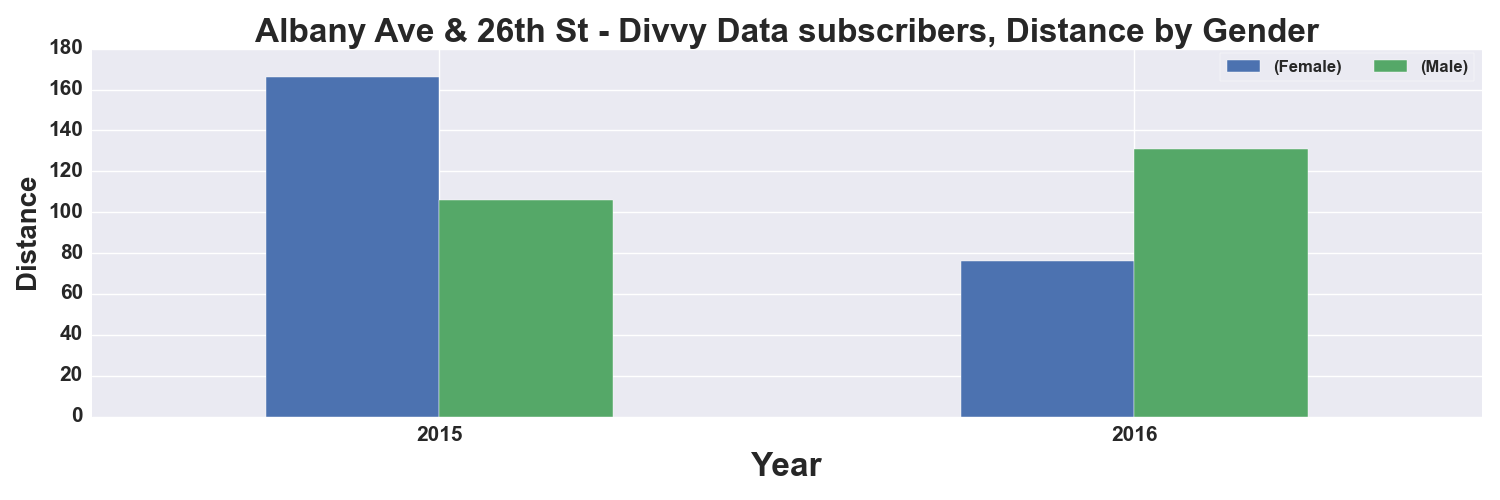 Albany Ave & 26th St - Divvy Data subscribers, Distance by Gender
(Female) (Male)
180
160
140
120
100
80
60
40
20
0
Distance
2015 2016
Year